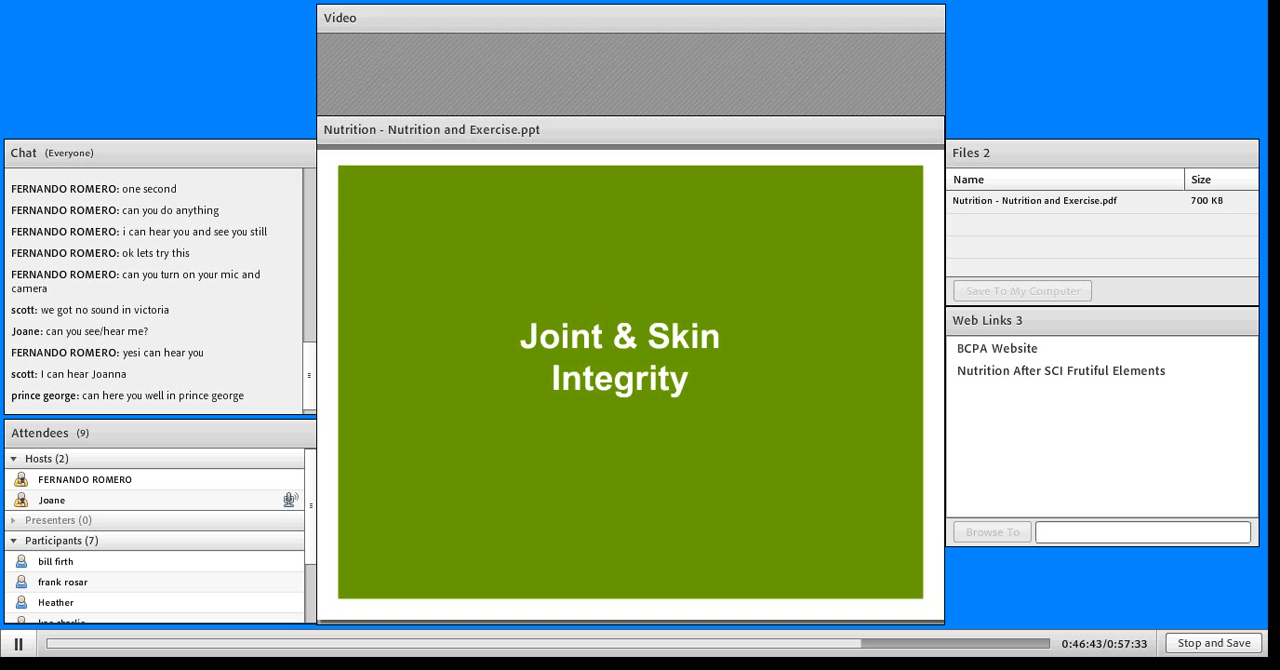 Video
Nutrition - Nutrition and Exercise.ppt
Joint & Skin
Integrity
Chat (Everyone)
FERNANDO ROMERO: one second
FERNANDO ROMERO: can you do anything
FERNANDO ROMERO: i can hear you and see you still
FERNANDO ROMERO: ok lets try this
FERNANDO ROMERO: can you turn on your mic and
camera
scott: we got no sound in victoria
Joane: can you see/hear me?
FERNANDO ROMERO: yesi can hear you
scott: I can hear Joanna
prince george: can here you well in prince george
Attendees (9)
Hosts (2)
FERNANDO ROMERO
Joane
Presenters (0)
Participants (7)
bill firth
frank rosar
Heather
Files 2
Name Size
Nutrition - Nutrition and Exercise.pdf 700 KB
Save To My Computer
Web Links 3
BCPA Website
Nutrition After SCI Frutiful Elements
Browse To
0:46:43/0:57:33
Stop and Save